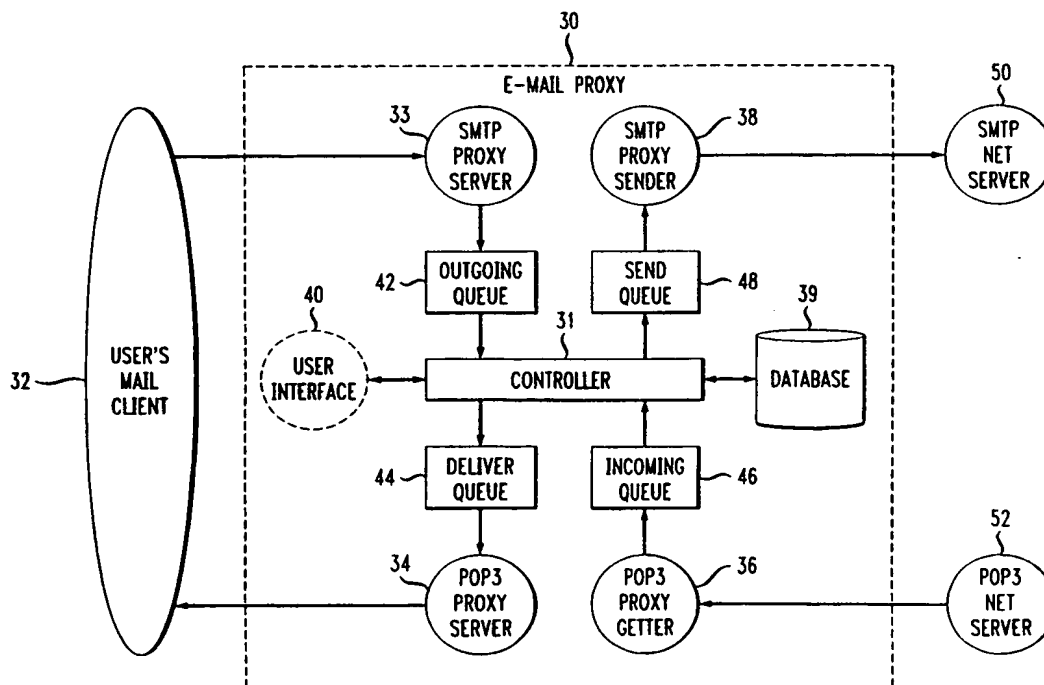 30
E-MAIL PROXY
50
33
SMTP
PROXY
SERVER
38
SMTP
PROXY
SENDER
SMTP
NET
SERVER
42
OUTGOING
QUEUE
SEND
QUEUE
48
40
USER
INTERFACE
31
CONTROLLER
39
DATABASE
32
USER'S
MAIL
CLIENT
44
DELIVER
QUEUE
INCOMING
QUEUE
46
34
POP3
PROXY
SERVER
36
POP3
PROXY
GETTER
52
POP3
NET
SERVER